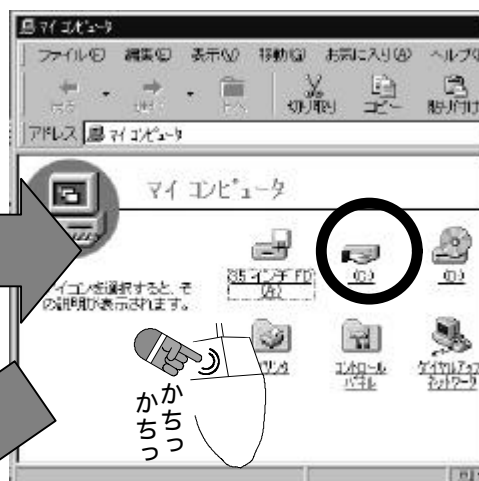 マイ コンピュータ
ファイル(F) 編集(E) 表示(V) 移動(G) お気に入り(A) ヘルプ(
戻る 進む 上へ 切り取り コピー 貼り付け
アドレス マイ コンピュータ
マイ コンピュータ
3.5 インチ FD (A:)
(C:)
(D:)
アイコンを選択すると、そ
の説明が表示されます。
プリンタ
コントロール パネル
ダイヤルアップ ネットワーク
かちっ
かちっ